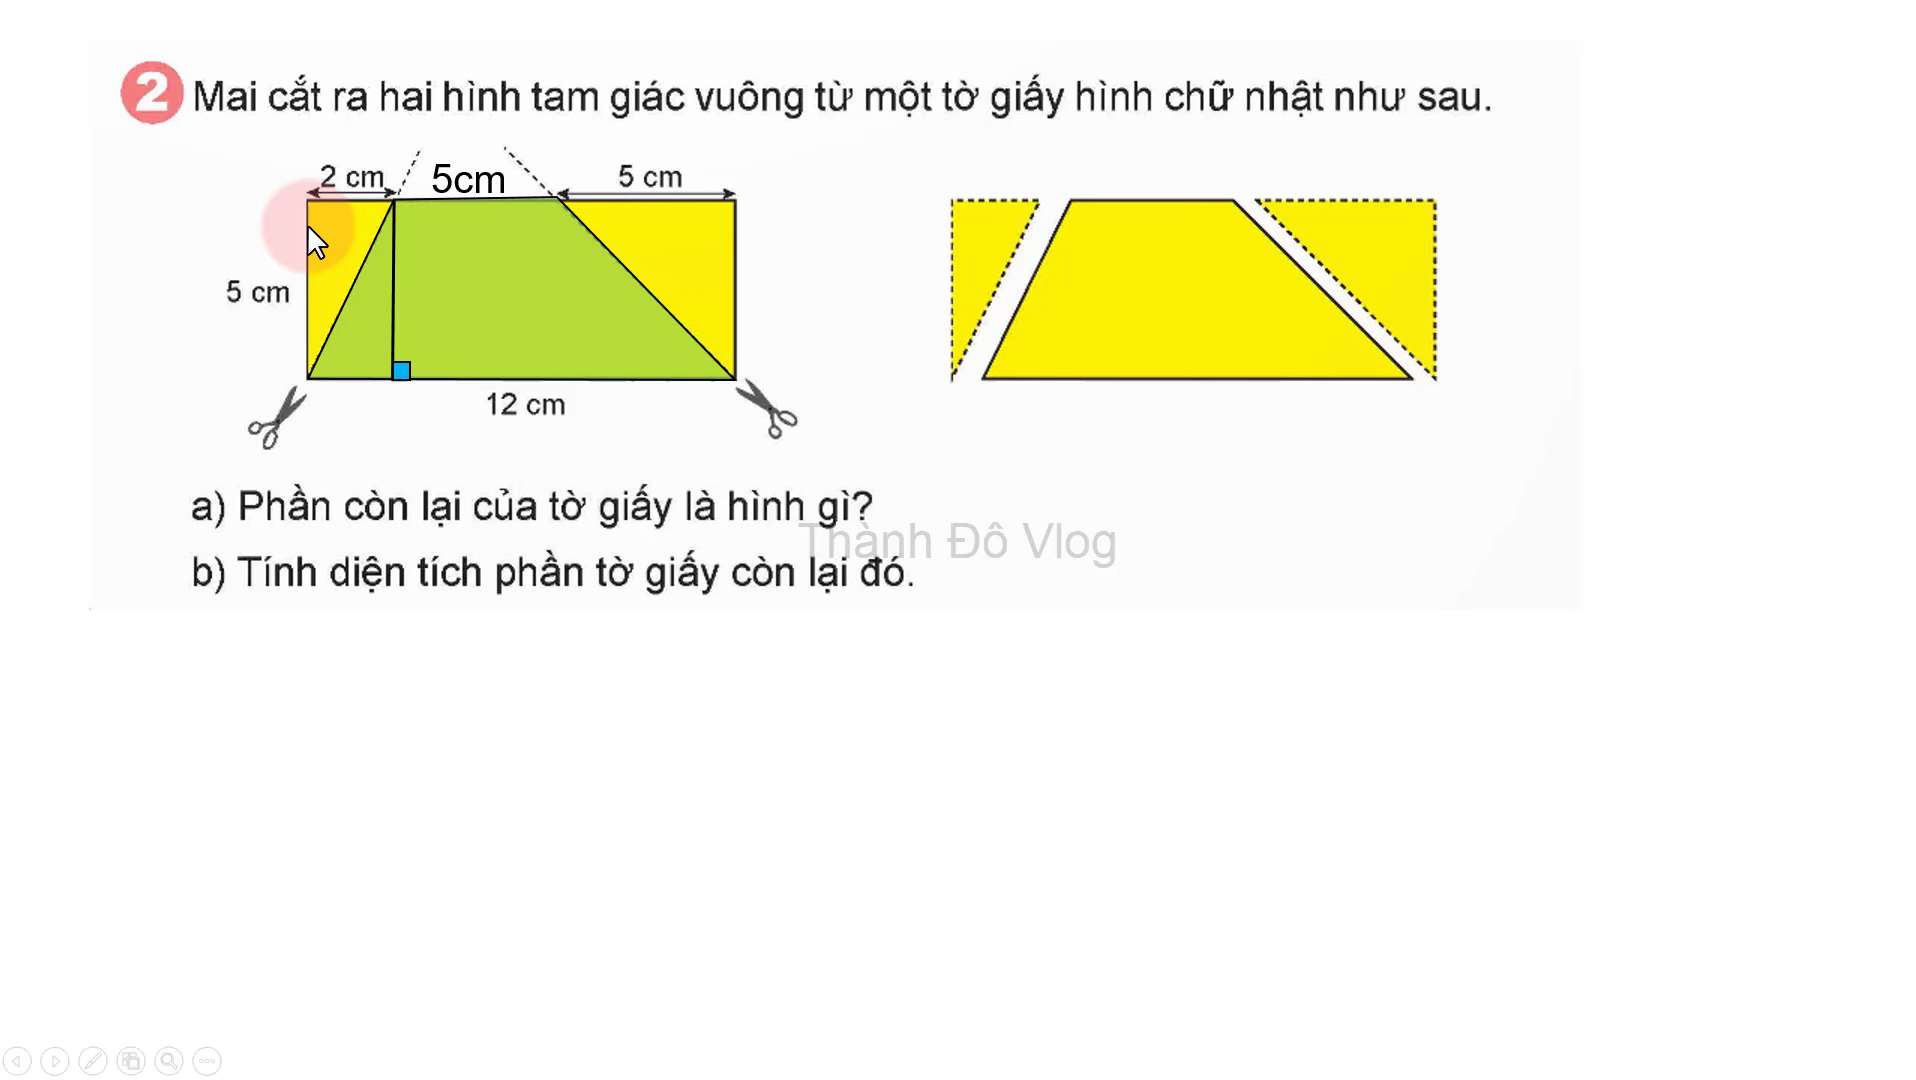 2 Mai cắt ra hai hình tam giác vuông từ một tờ giấy hình chữ nhật như sau.
2 cm 5cm 5 cm
5 cm
12 cm
a) Phần còn lại của tờ giấy là hình gì?
Thành Đô Vlog
b) Tính diện tích phần tờ giấy còn lại đó.